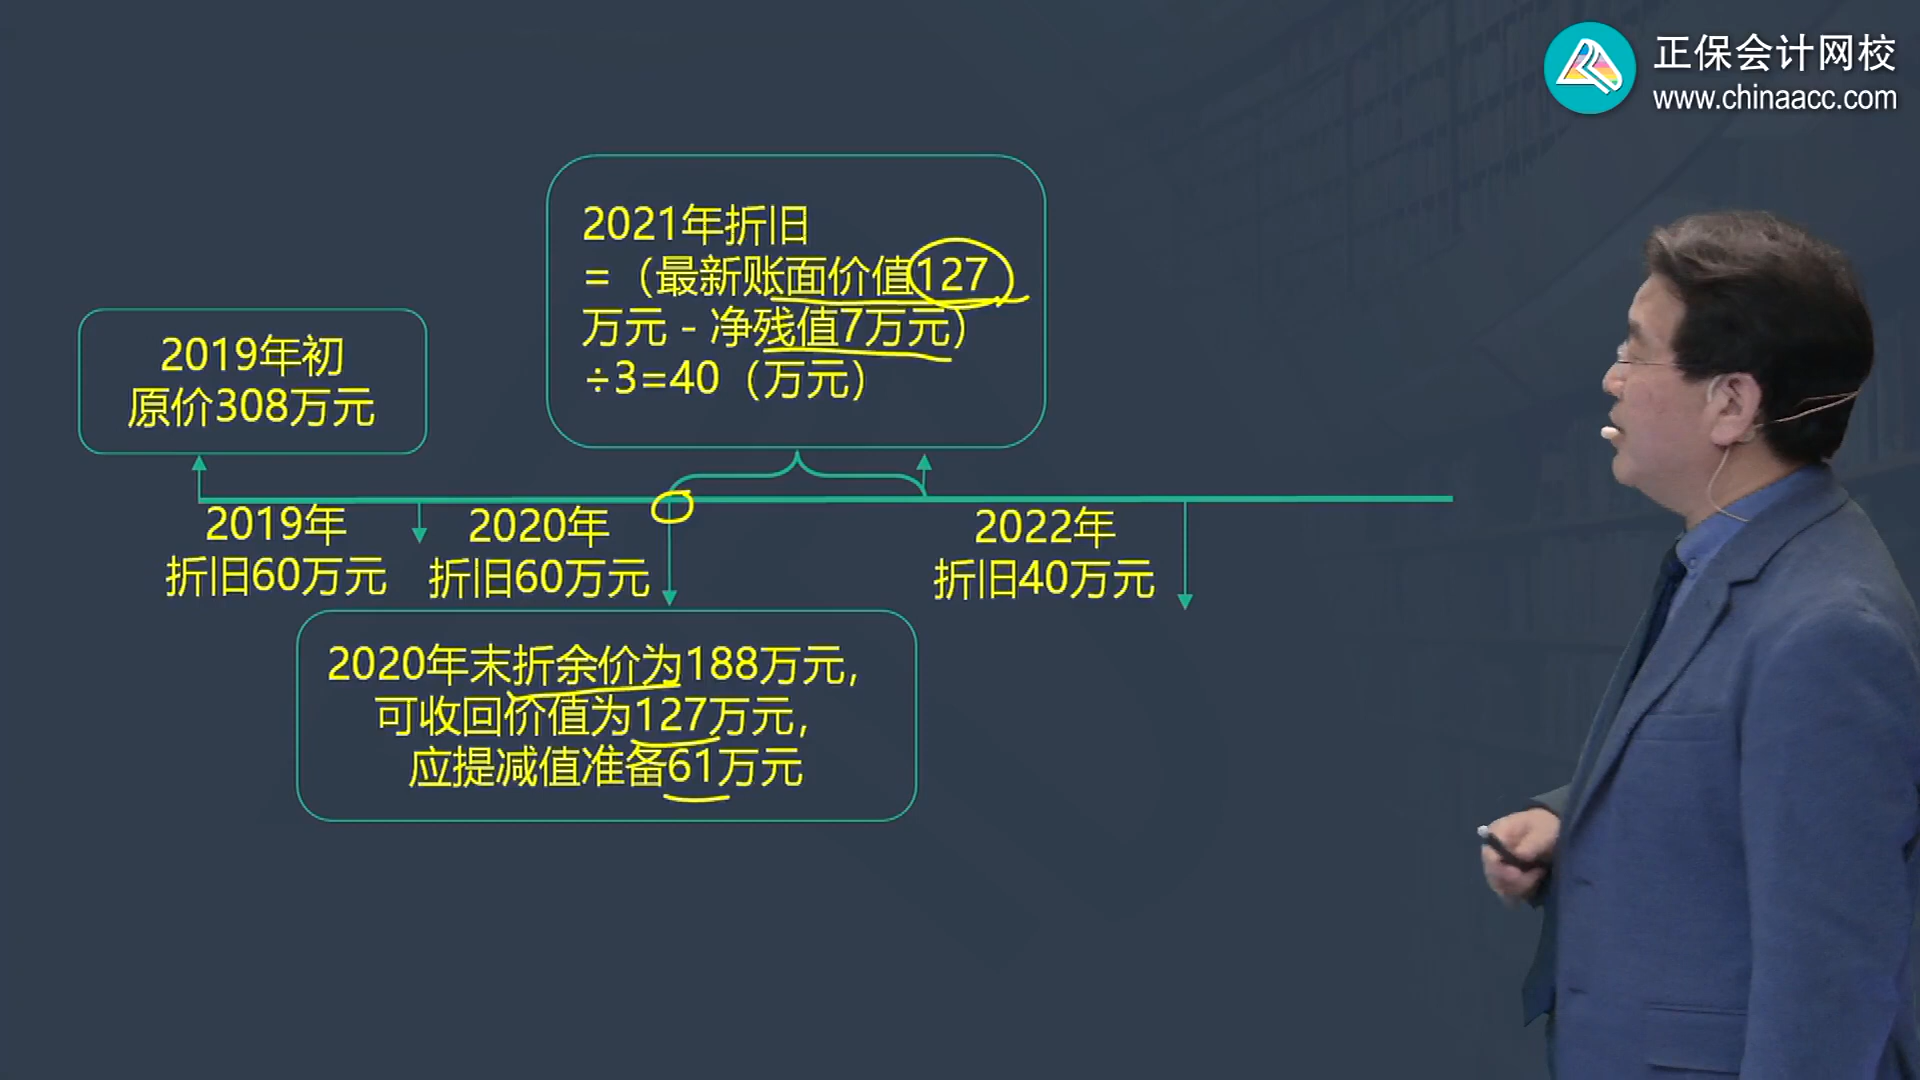 正保会计网校
www.chinaacc.com
2021年折旧
=（最新账面价值127
万元-净残值7万元）
÷3=40（万元）
2019年初
原价308万元
2019年
折旧60万元
2020年
折旧60万元
2022年
折旧40万元
2020年末折余价为188万元，
可收回价值为127万元，
应提减值准备61万元